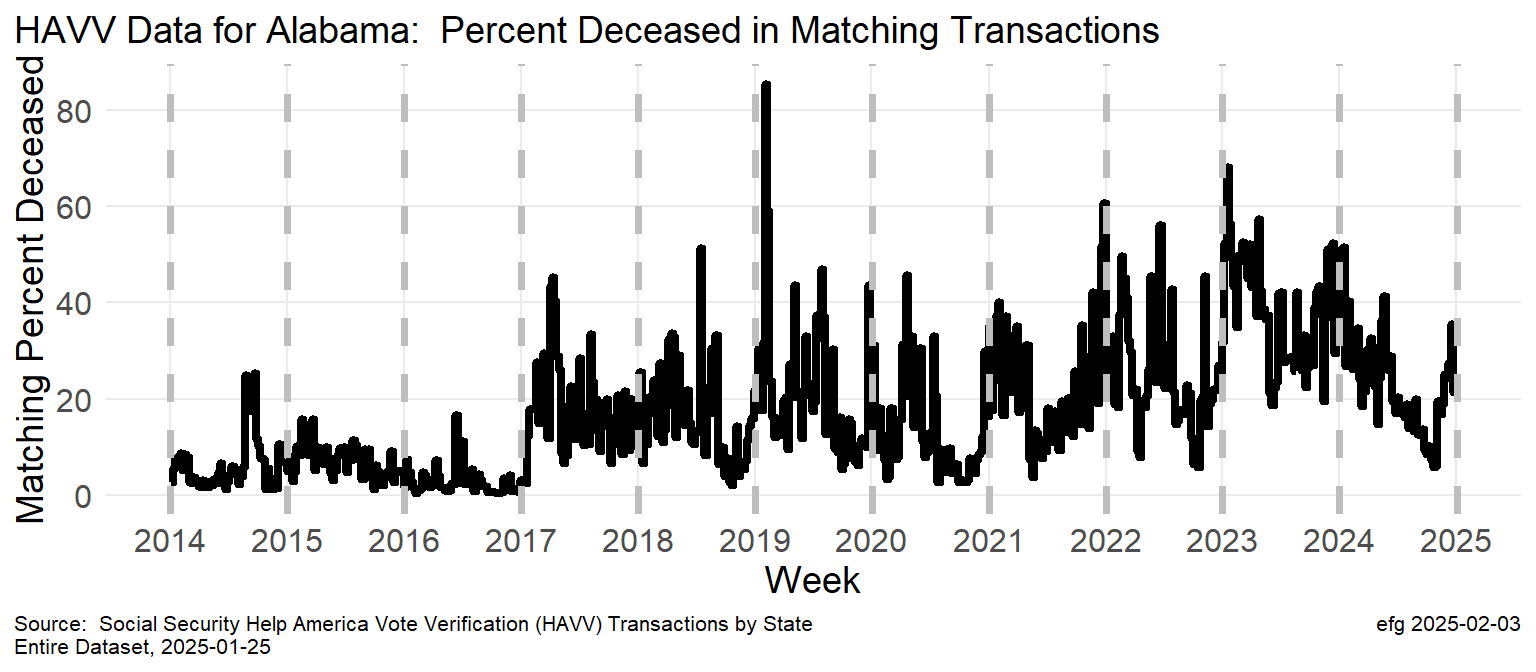 HAVV Data for Alabama:  Percent Deceased in Matching Transactions
Matching Percent Deceased
80
60
40
20
0
2014 2015 2016 2017 2018 2019 2020 2021 2022 2023 2024 2025
Week
Source:  Social Security Help America Vote Verification (HAVV) Transactions by State
Entire Dataset, 2025-01-25
efg 2025-02-03